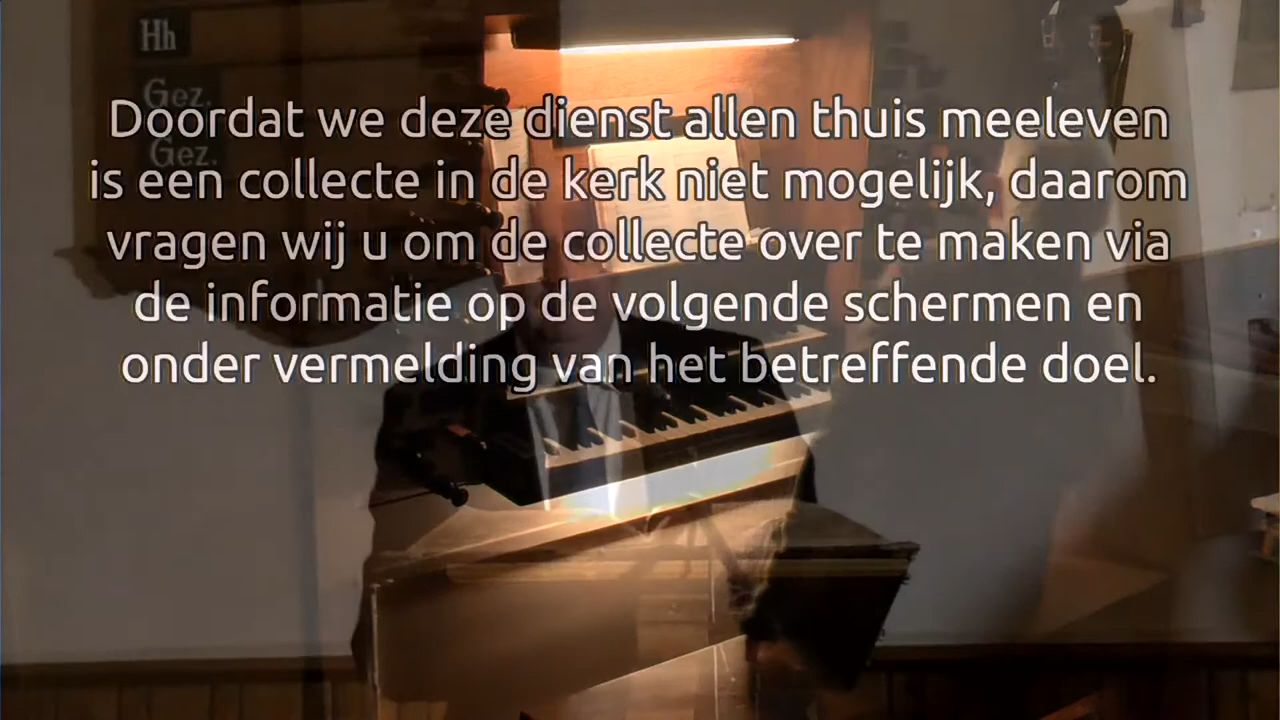 Hh
Gez.
Gez.
Doordat we deze dienst allen thuis meeleven
is een collecte in de kerk niet mogelijk, daarom
vragen wij u om de collecte over te maken via
de informatie op de volgende schermen en
onder vermelding van het betreffende doel.